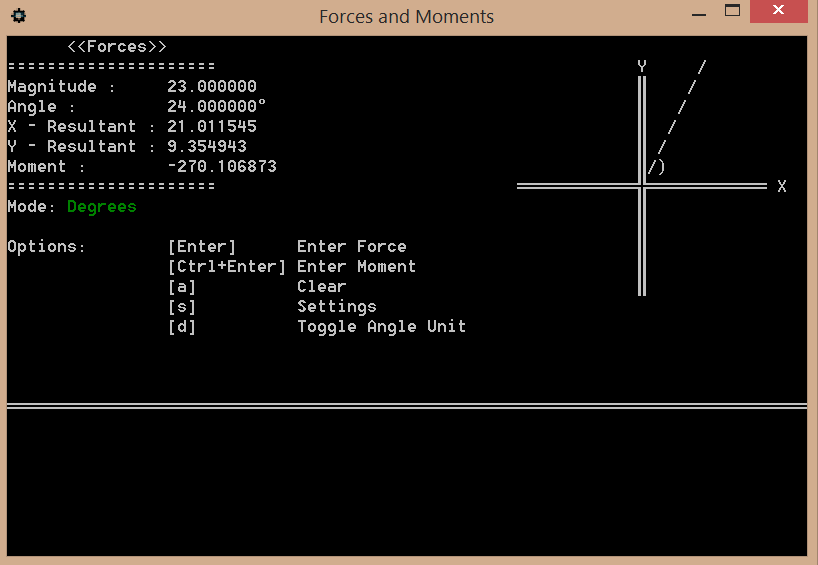 Forces and Moments
<<Forces>>
---------------------
Magnitude : 23.000000
Angle : 24.000000°
X - Resultant : 21.011545
Y - Resultant : 9.354943
Moment : -270.106873
---------------------
Mode: Degrees
Options: [Enter] Enter Force
[Ctrl+Enter] Enter Moment
[a] Clear
[s] Settings
[d] Toggle Angle Unit
Y
X